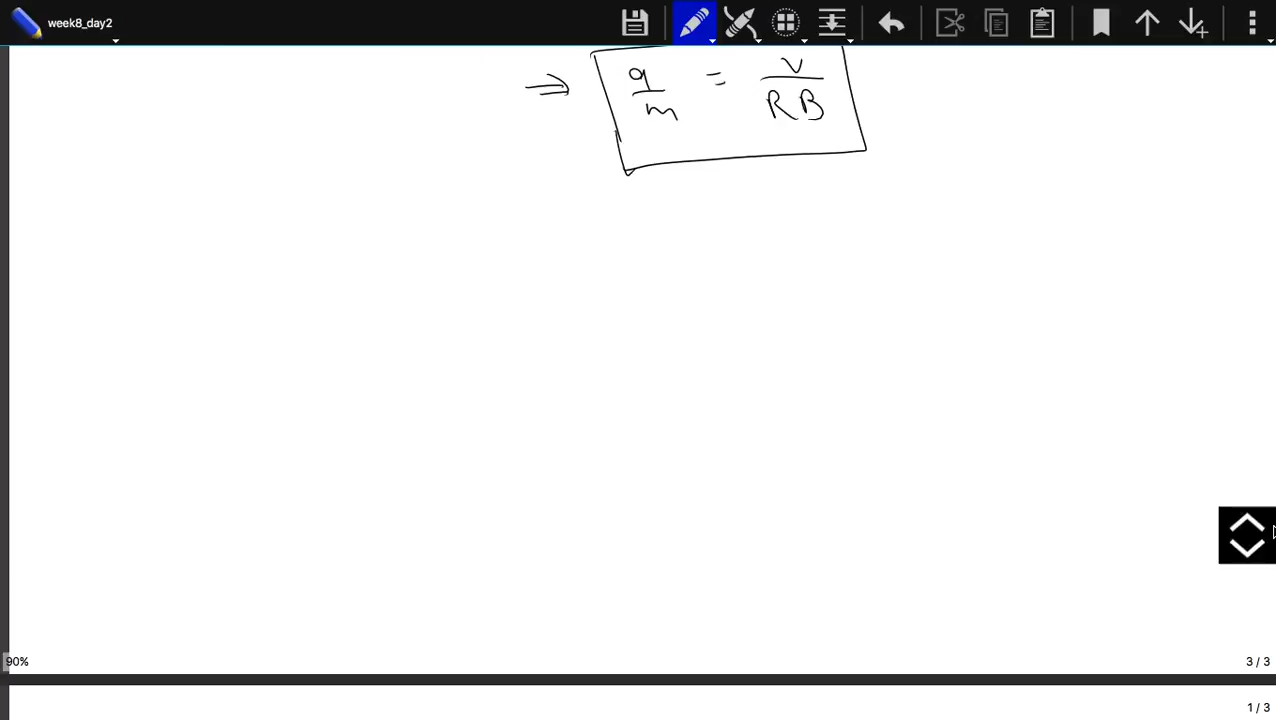 week8_day2
⇒ q/m = v/RB
90%
3 / 3
1 / 3